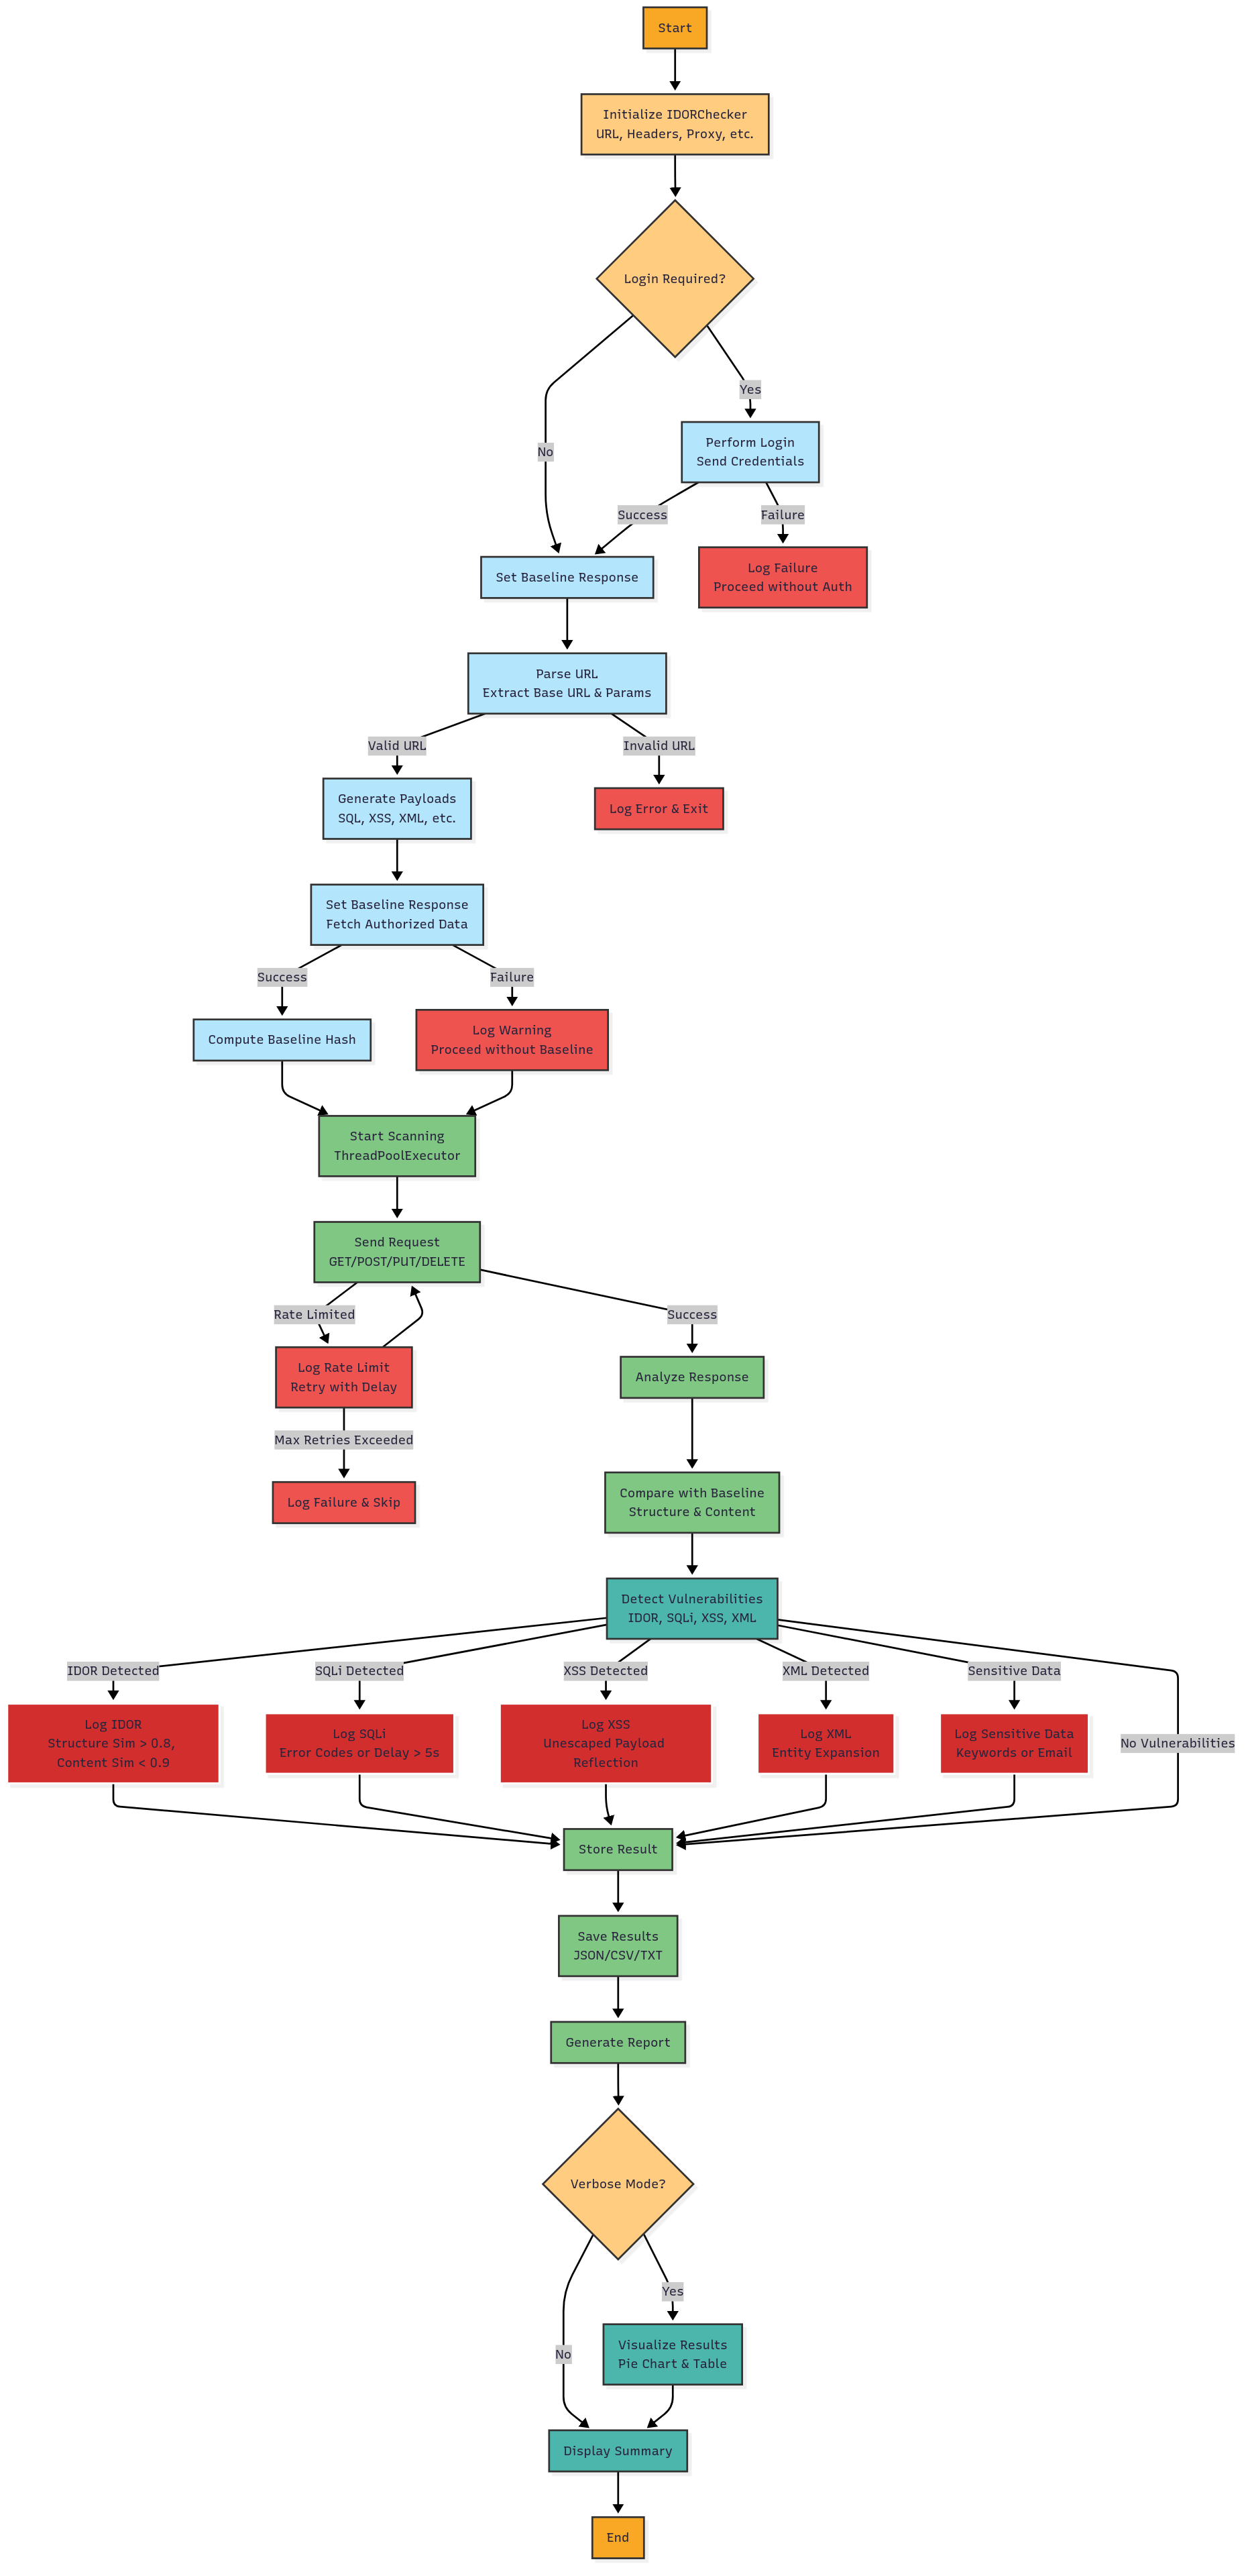 Start
Initialize IDORChecker
URL, Headers, Proxy, etc.
Login Required?
Yes
No
Perform Login
Send Credentials
Success
Failure
Set Baseline Response
Log Failure
Proceed without Auth
Parse URL
Extract Base URL & Params
Valid URL
Invalid URL
Generate Payloads
SQL, XSS, XML, etc.
Log Error & Exit
Set Baseline Response
Fetch Authorized Data
Success
Failure
Compute Baseline Hash
Log Warning
Proceed without Baseline
Start Scanning
ThreadPoolExecutor
Send Request
GET/POST/PUT/DELETE
Rate Limited
Success
Log Rate Limit
Retry with Delay
Analyze Response
Max Retries Exceeded
Log Failure & Skip
Compare with Baseline
Structure & Content
Detect Vulnerabilities
IDOR, SQLi, XSS, XML
IDOR Detected
SQLi Detected
XSS Detected
XML Detected
Sensitive Data
No Vulnerabilities
Log IDOR
Structure Sim > 0.8,
Content Sim < 0.9
Log SQLi
Error Codes or Delay > 5s
Log XSS
Unescaped Payload
Reflection
Log XML
Entity Expansion
Log Sensitive Data
Keywords or Email
Store Result
Save Results
JSON/CSV/TXT
Generate Report
Verbose Mode?
Yes
No
Visualize Results
Pie Chart & Table
Display Summary
End